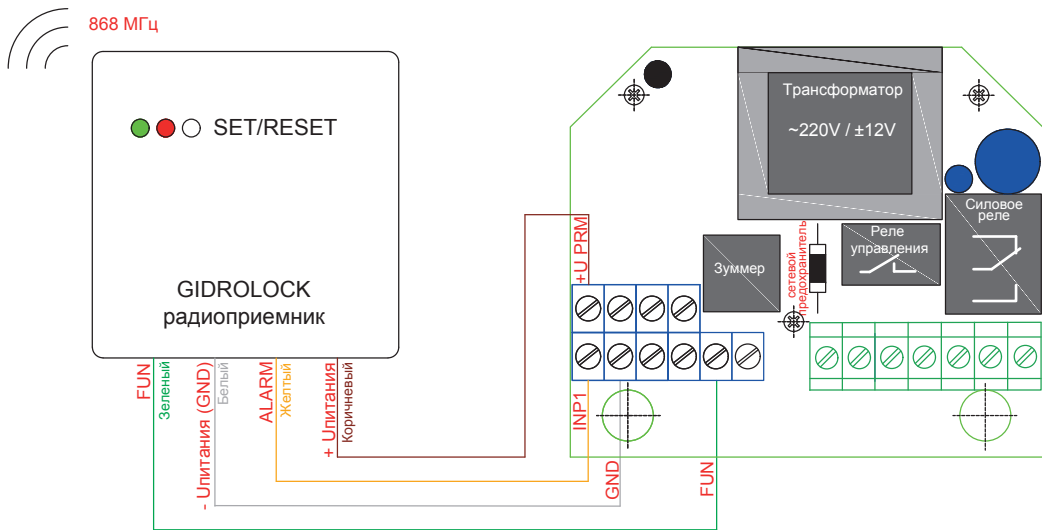 868 МГц
SET/RESET
GIDROLOCK
радиоприемник
FUN
Зеленый
- Uпитания (GND)
Белый
ALARM
Желтый
+ Uпитания
Коричневый
Трансформатор
~220V / ±12V
Силовое
реле
Реле
управления
Зуммер
сетевой
предохранитель
+U PRM
INP1
GND
FUN